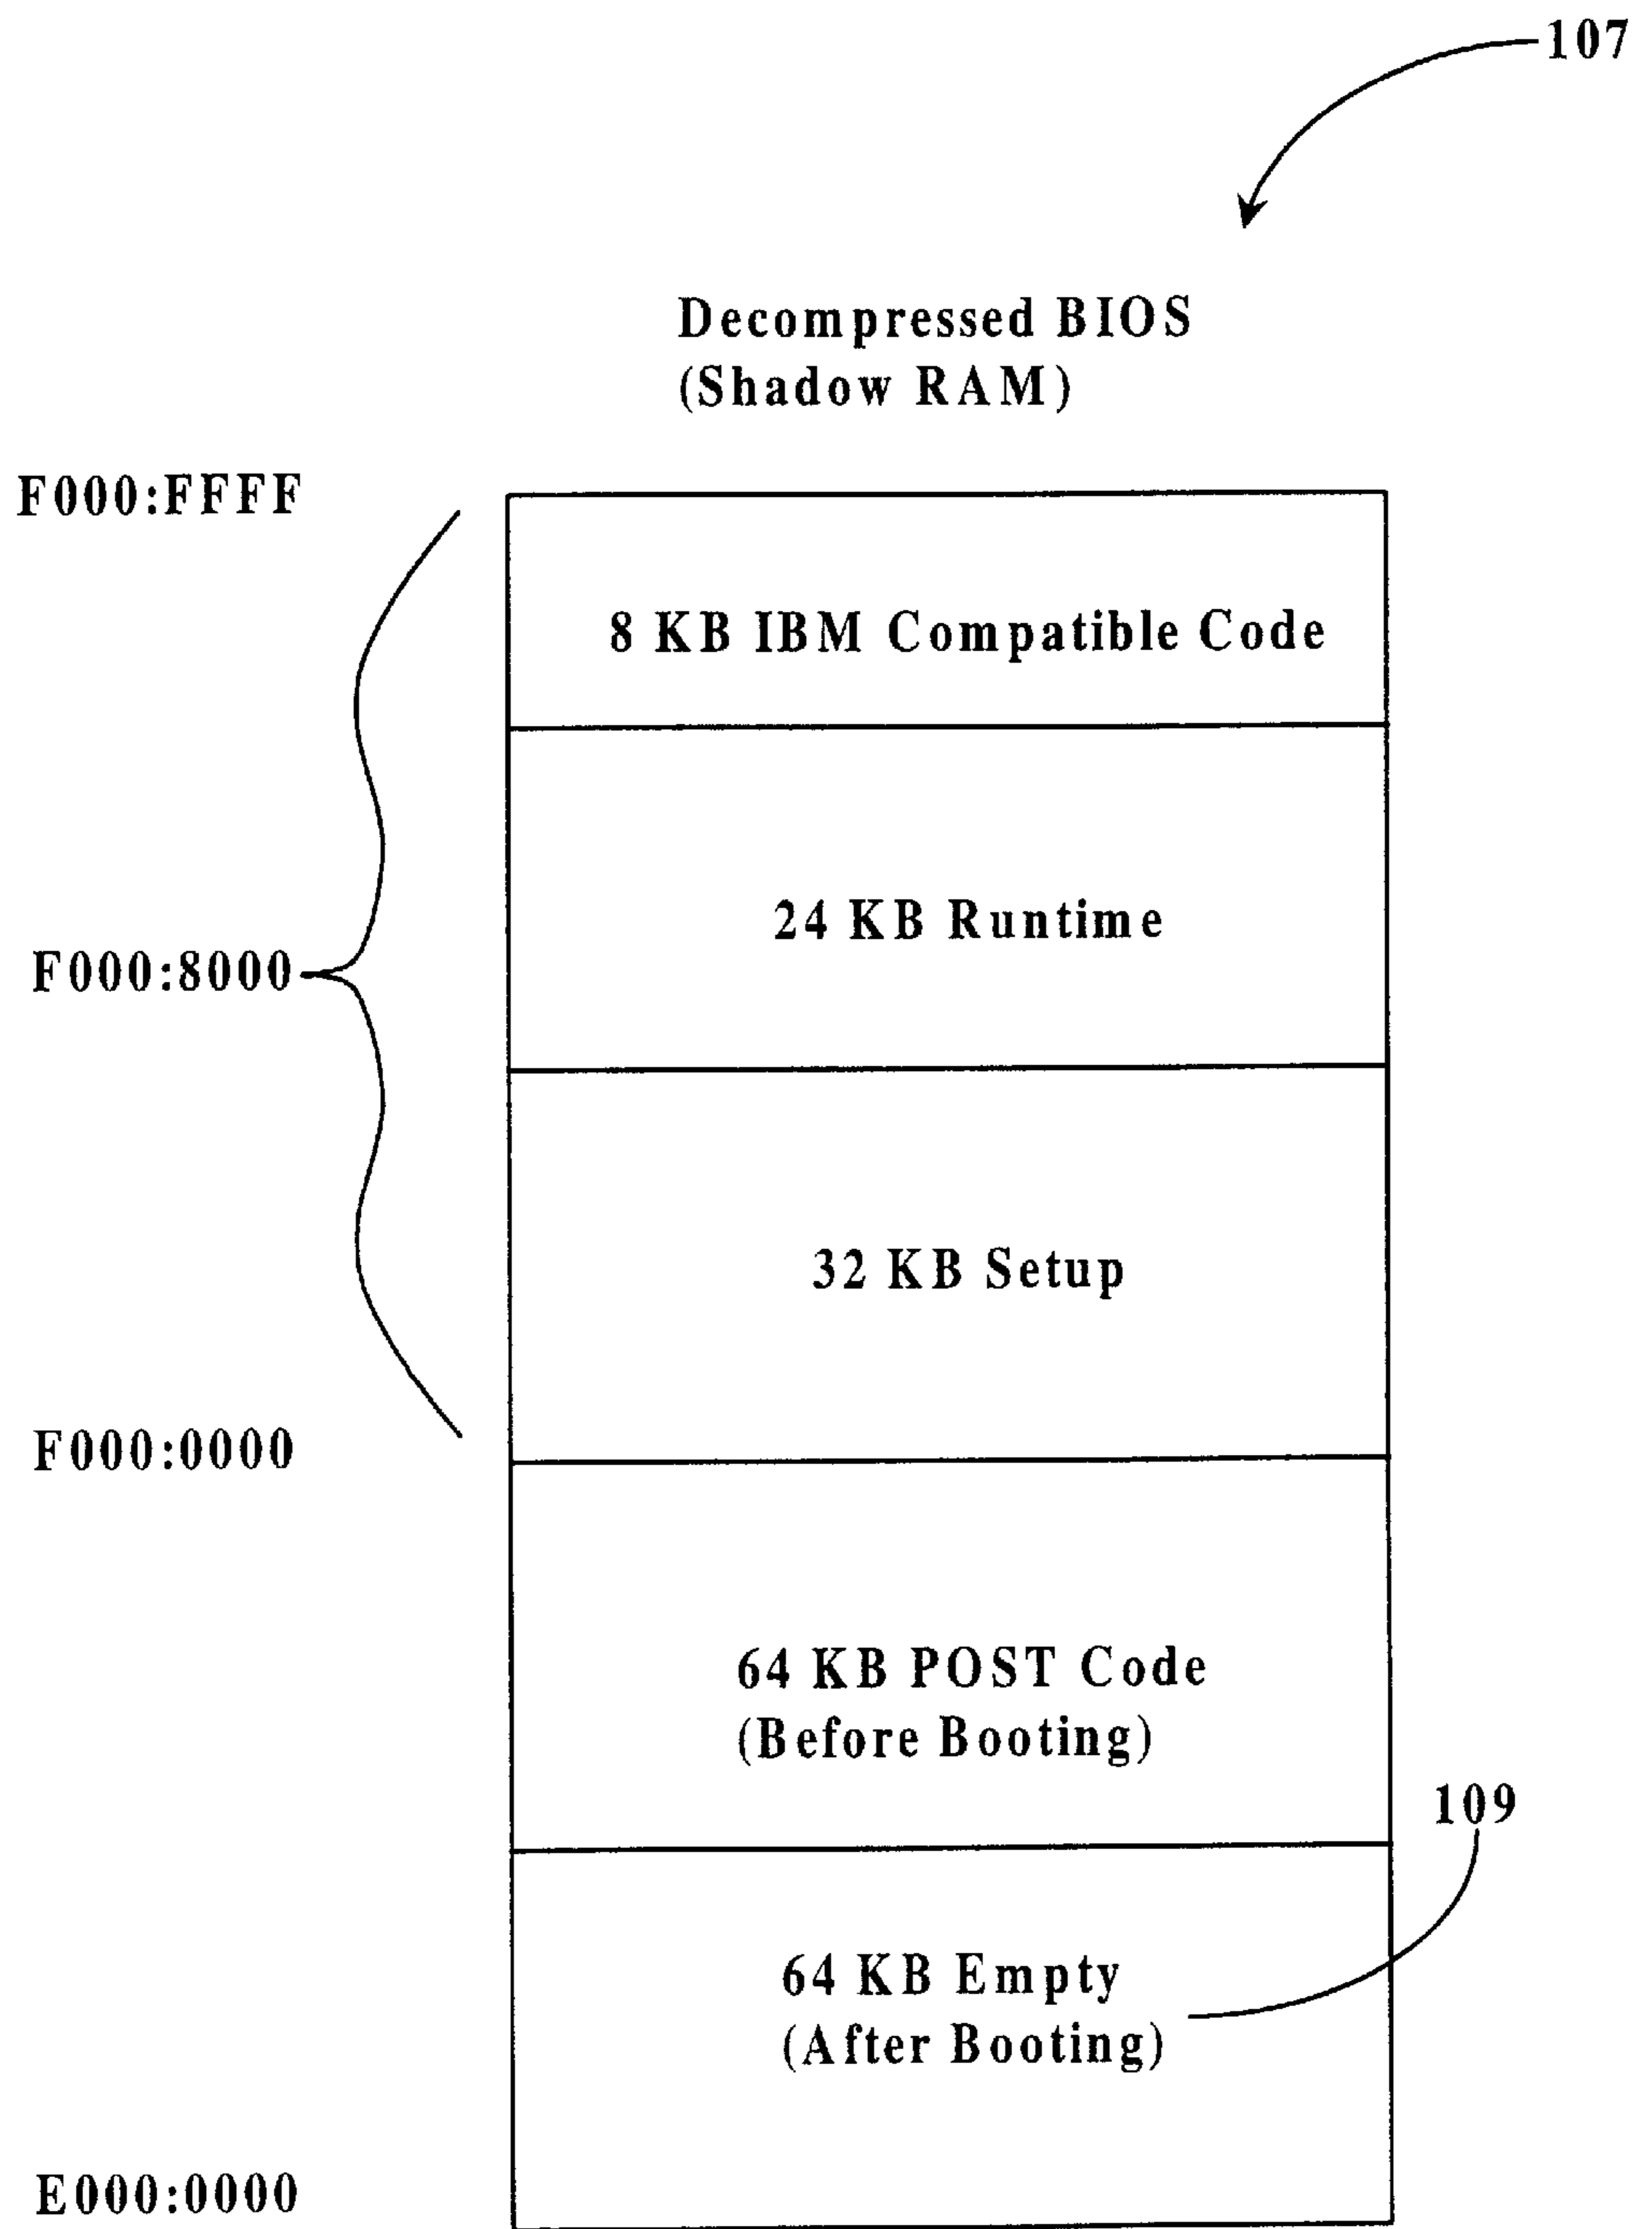 107
Decompressed BIOS
(Shadow RAM)
F000:FFFF
8 KB IBM Compatible Code
24 KB Runtime
F000:8000
32 KB Setup
F000:0000
64 KB POST Code
(Before Booting)
109
64 KB Empty
(After Booting)
E000:0000